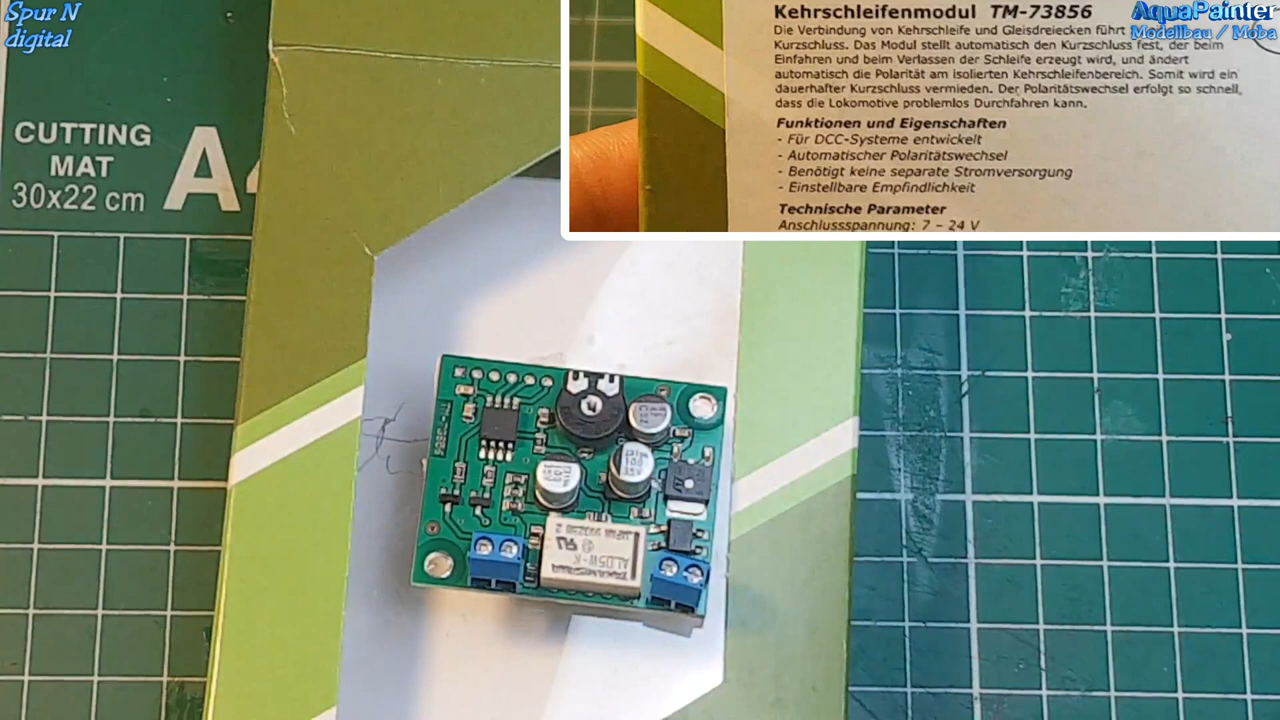 Spur N
digital
CUTTING
MAT
30x22 cm
A4
Kehrschleifenmodul TM-73856
Die Verbindung von Kehrschleife und Gleisdreiecken führt
Kurzschluss. Das Modul stellt automatisch den Kurzschluss fest, der beim
Einfahren und beim Verlassen der Schleife erzeugt wird, und ändert
automatisch die Polarität am isolierten Kehrschleifenbereich. Somit wird ein
dauerhafter Kurzschluss vermieden. Der Polaritätswechsel erfolgt so schnell,
dass die Lokomotive problemlos Durchfahren kann.
Funktionen und Eigenschaften
- Für DCC-Systeme entwickelt
- Automatischer Polaritätswechsel
- Benötigt keine separate Stromversorgung
- Einstellbare Empfindlichkeit
Technische Parameter
Anschlussspannung: 7 – 24 V
AquaPainter
Modellbau / Moba
100
35V
ALD5W-K